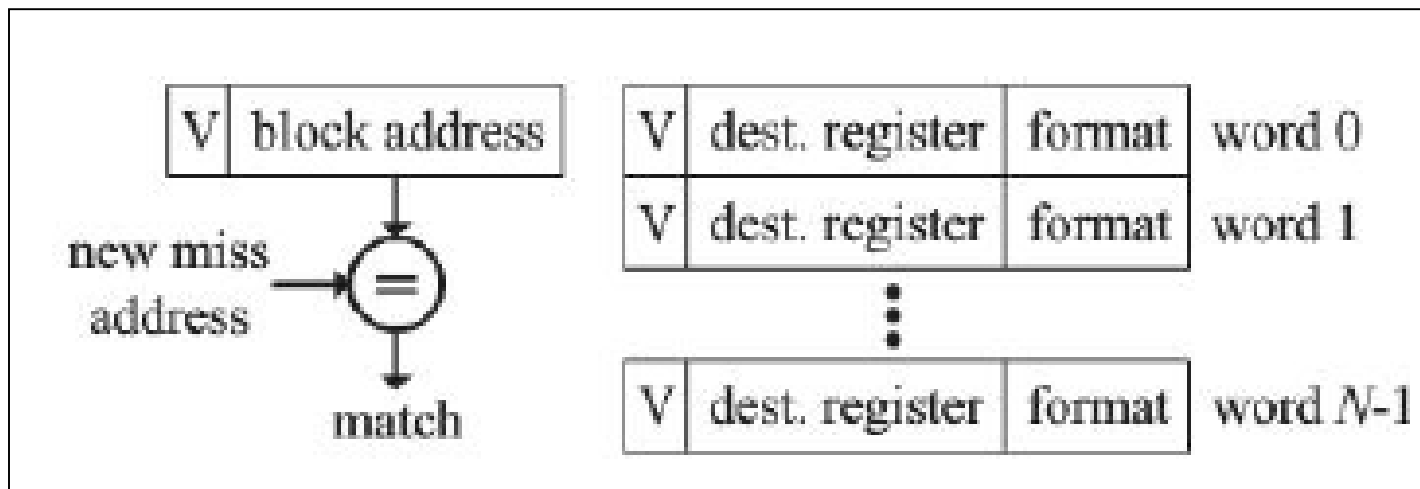 V block address
new miss
address
=
match
V dest. register format word 0
V dest. register format word 1
V dest. register format word N-1